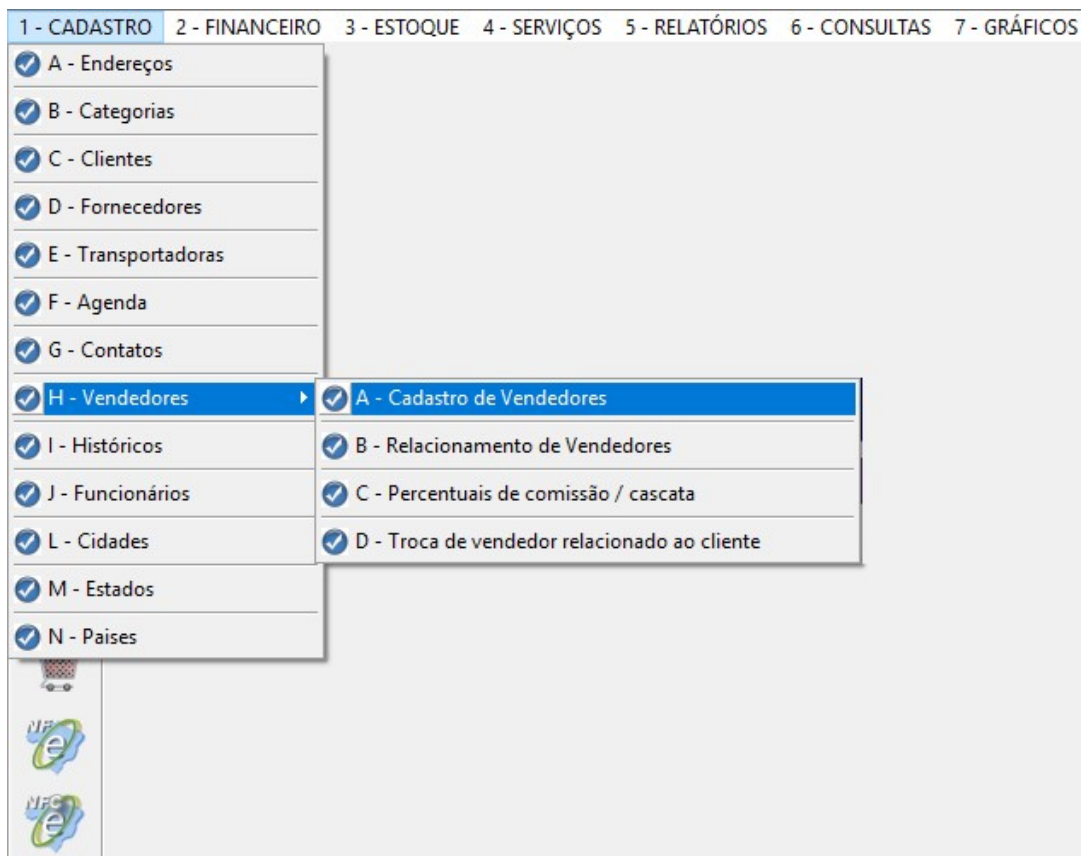 1 - CADASTRO 2 - FINANCEIRO 3 - ESTOQUE 4 - SERVIÇOS 5 - RELATÓRIOS 6 - CONSULTAS 7 - GRÁFICOS
A - Endereços
B - Categorias
C - Clientes
D - Fornecedores
E - Transportadoras
F - Agenda
G - Contatos
H - Vendedores
I - Históricos
J - Funcionários
L - Cidades
M - Estados
N - Paises
A - Cadastro de Vendedores
B - Relacionamento de Vendedores
C - Percentuais de comissão / cascata
D - Troca de vendedor relacionado ao cliente
e
NFC
e